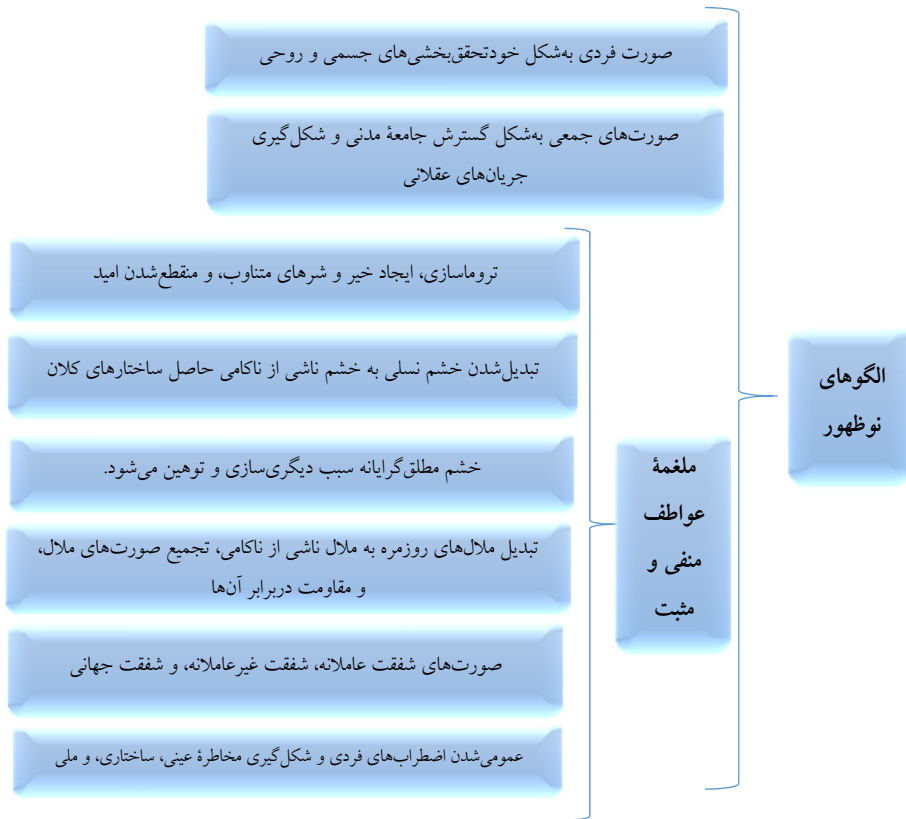 الگوهای
نوظهور
صورت فردی به‌شکل خودتحقق‌بخشی‌های جسمی و روحی
صورت‌های جمعی به‌شکل گسترش جامعهٔ مدنی و شکل‌گیری
جریان‌های عقلانی
ملغمهٔ
عواطف
منفی و
مثبت
تروماسازی، ایجاد خیر و شرهای متناوب، و منقطع‌شدن امید
تبدیل‌شدن خشم نسلی به خشم ناشی از ناکامی حاصل ساختارهای کلان
خشم مطلق‌گرایانه سبب دیگری‌سازی و توهین می‌شود.
تبدیل ملال‌های روزمره به ملال ناشی از ناکامی، تجمیع صورت‌های ملال،
و مقاومت دربرابر آن‌ها
صورت‌های شفقت عاملانه، شفقت غیرعاملانه، و شفقت جهانی
عمومی‌شدن اضطراب‌های فردی و شکل‌گیری مخاطرهٔ عینی، ساختاری، و ملی